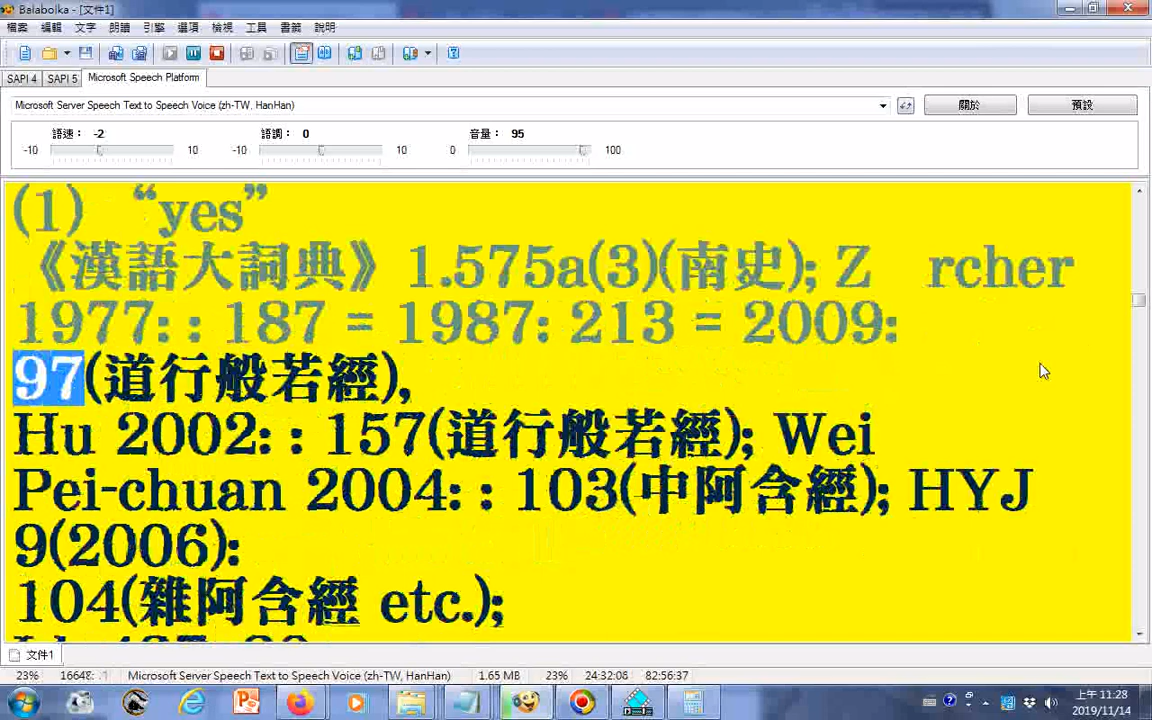 Balabolka - [文件1]
檔案 編輯 文字 朗讀 引擎 選項 檢視 工具 書籤 說明
SAPI 4 SAPI 5 Microsoft Speech Platform
Microsoft Server Speech Text to Speech Voice (zh-TW, HanHan) 關於 預設
語速： -2 語調： 0 音量： 95
-10 10 -10 10 0 100
(1) “yes”
《漢語大詞典》 1.575a(3)(南史); Z rcher
1977: : 187 = 1987: 213 = 2009:
97(道行般若經),
Hu 2002: : 157(道行般若經); Wei
Pei-chuan 2004: : 103(中阿含經); HYJ
9(2006):
104(雜阿含經 etc.);
文件1
23% Microsoft Server Speech Text to Speech Voice (zh-TW, HanHan) 1.65 MB 23% 24:32:08 82:56:37
上午 11:28
2019/11/14